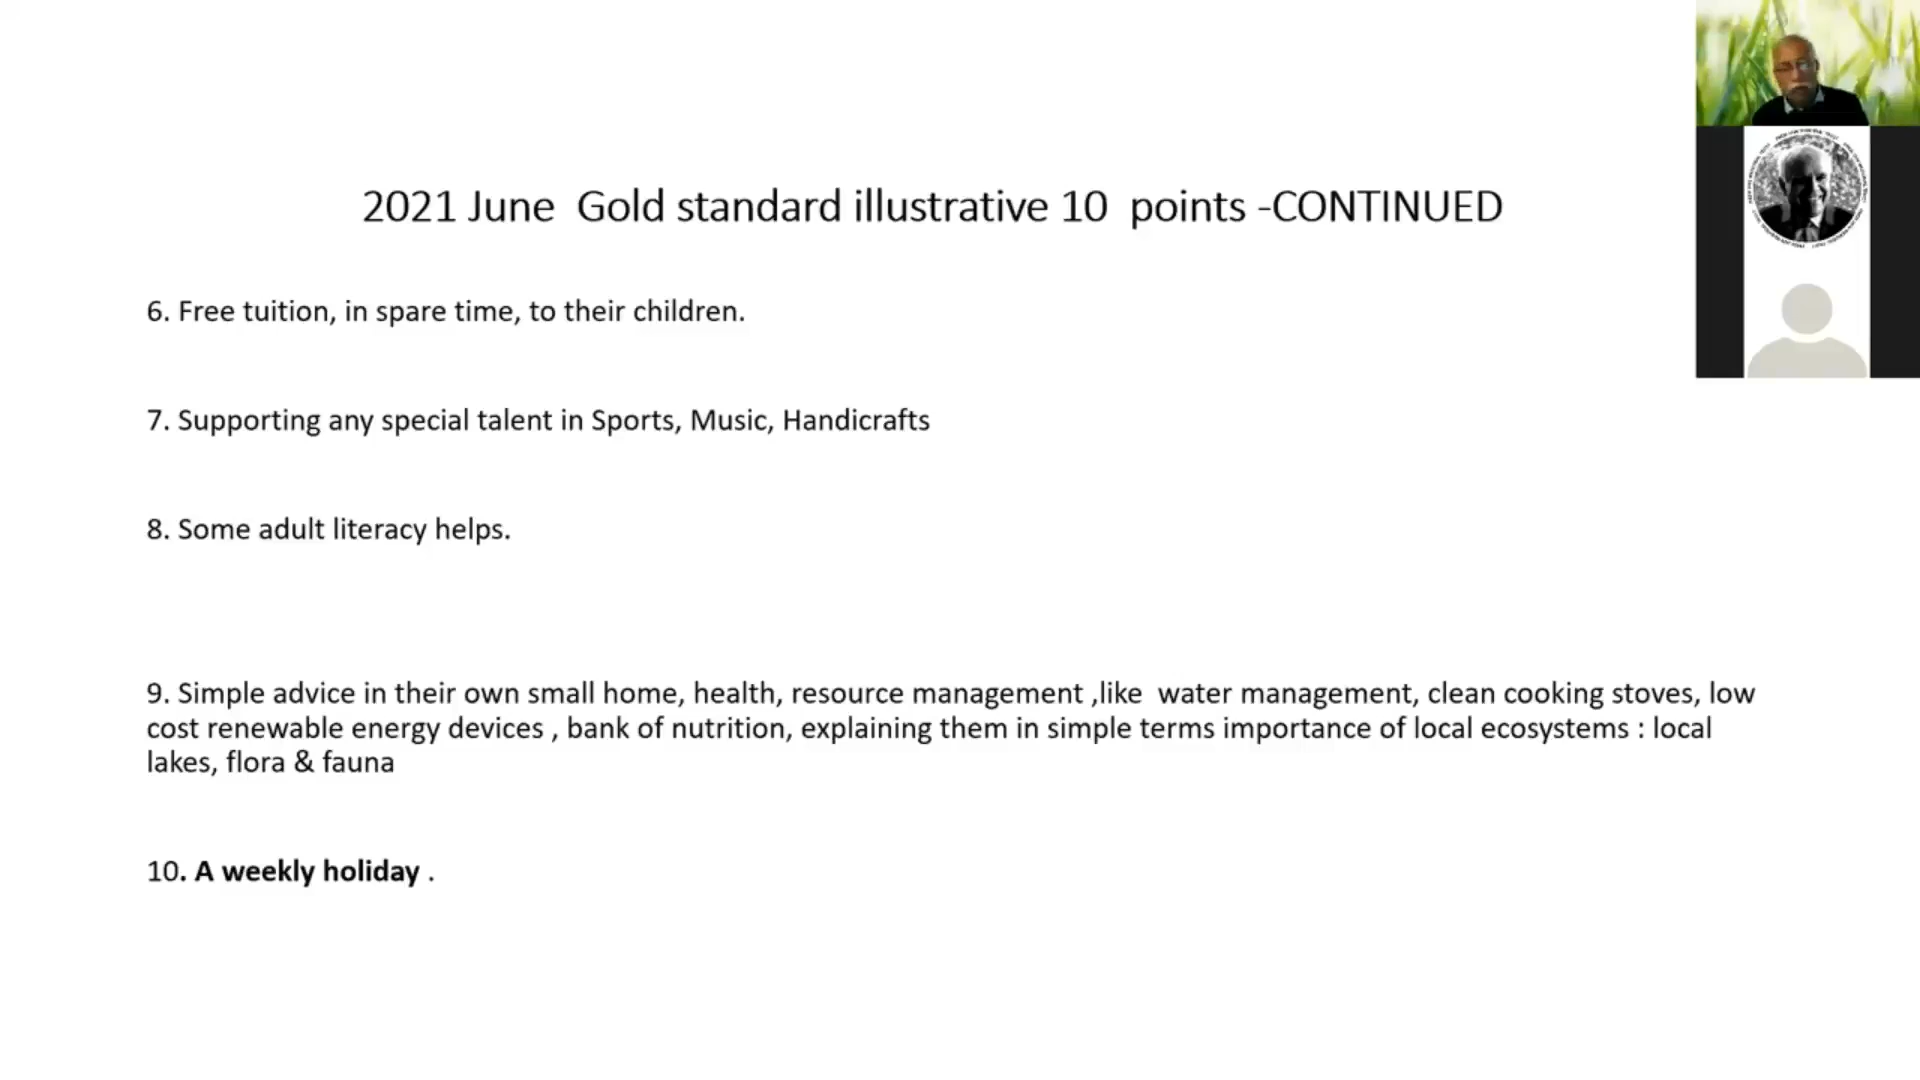 2021 June  Gold standard illustrative 10  points -CONTINUED
6. Free tuition, in spare time, to their children.
7. Supporting any special talent in Sports, Music, Handicrafts
8. Some adult literacy helps.
9. Simple advice in their own small home, health, resource management ,like  water management, clean cooking stoves, low
cost renewable energy devices , bank of nutrition, explaining them in simple terms importance of local ecosystems : local
lakes, flora & fauna
10. A weekly holiday .